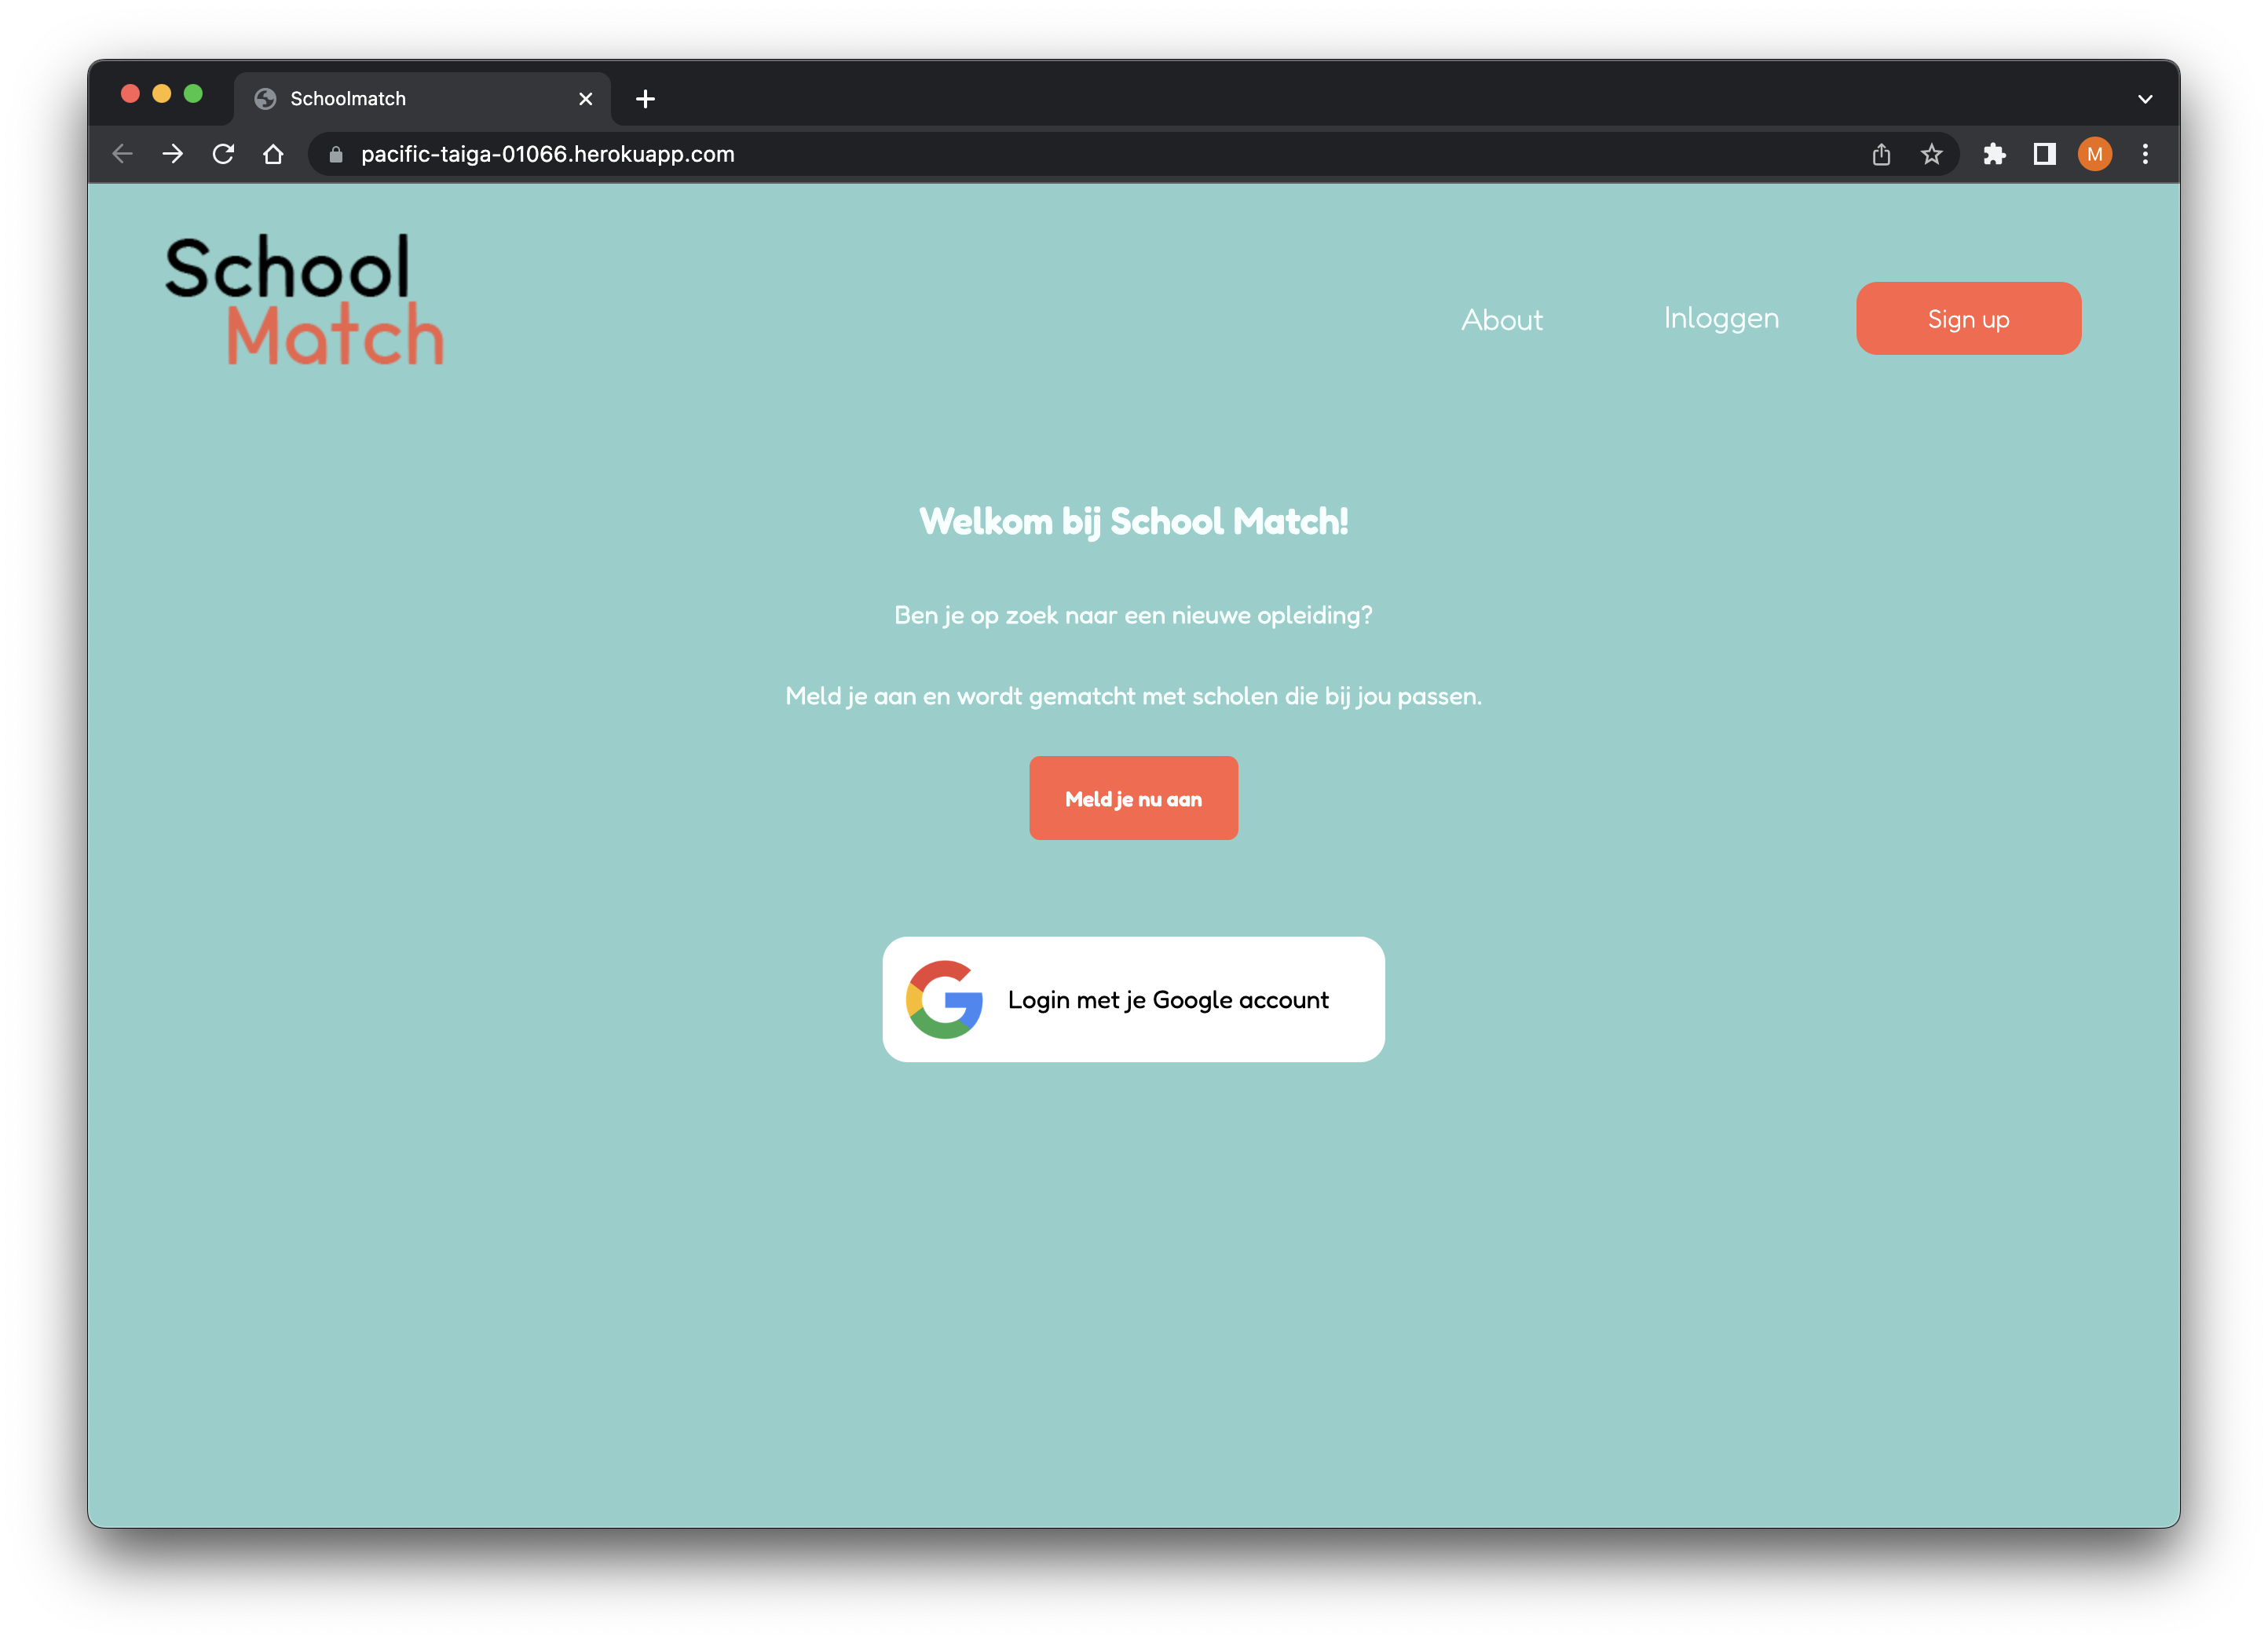 Schoolmatch
pacific-taiga-01066.herokuapp.com
M
School
Match
About
Inloggen
Sign up
Welkom bij School Match!
Ben je op zoek naar een nieuwe opleiding?
Meld je aan en wordt gematcht met scholen die bij jou passen.
Meld je nu aan
Login met je Google account